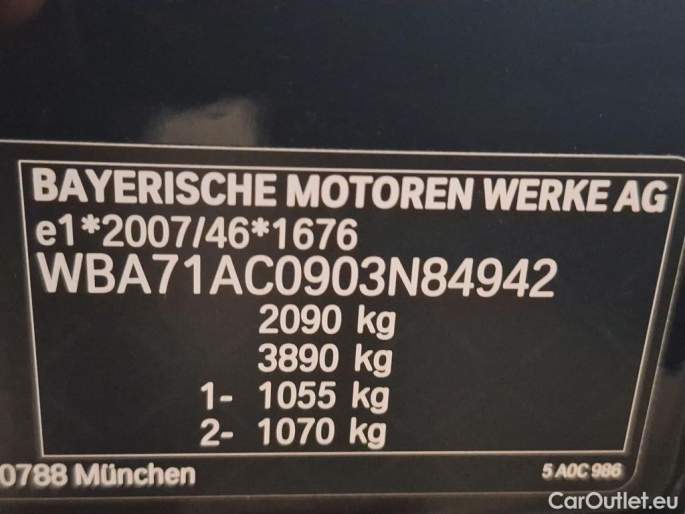 BAYERISCHE MOTOREN WERKE AG
e1*2007/46*1676
WBA71AC0903N84942
2090 kg
3890 kg
1- 1055 kg
2- 1070 kg
0788 München 5 A0C 986
CarOutlet.eu